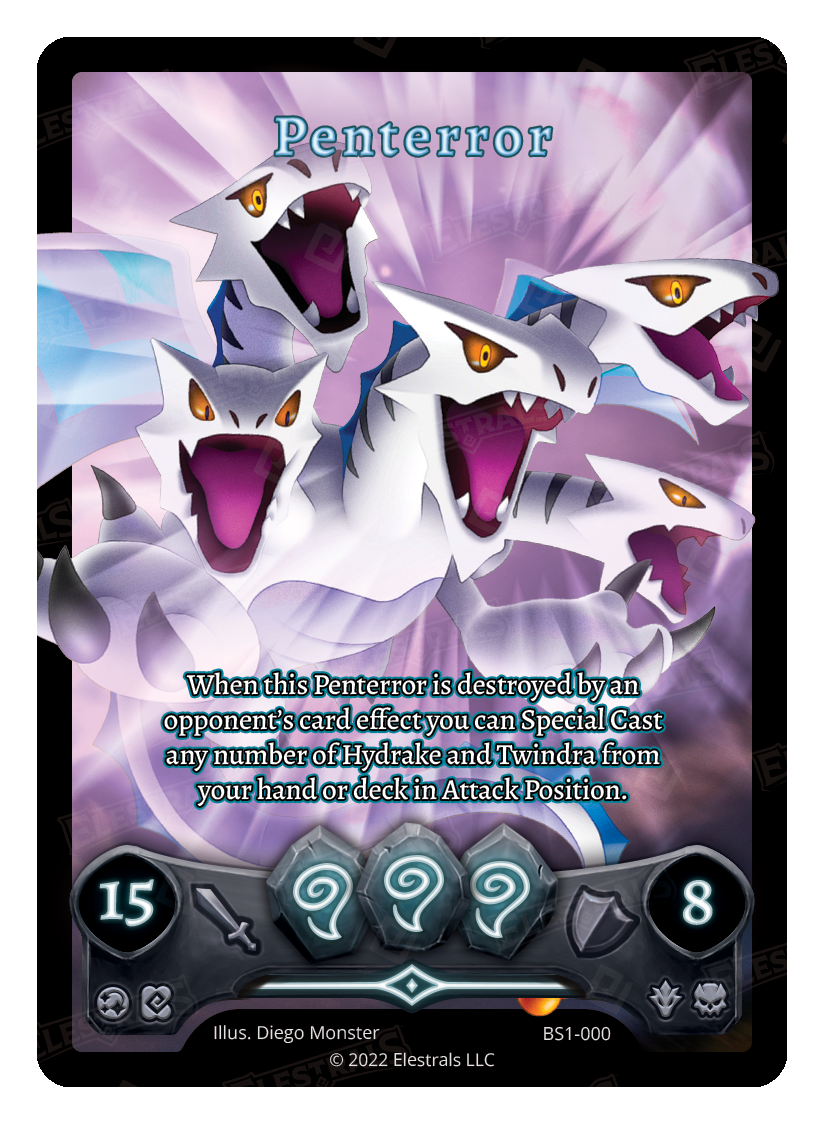 Penterror
When this Penterror is destroyed by an
opponent's card effect you can Special Cast
any number of Hydrake and Twindra from
your hand or deck in Attack Position.
15
8
Illus. Diego Monster
BS1-000
© 2022 Elestrals LLC
ELESTRALS